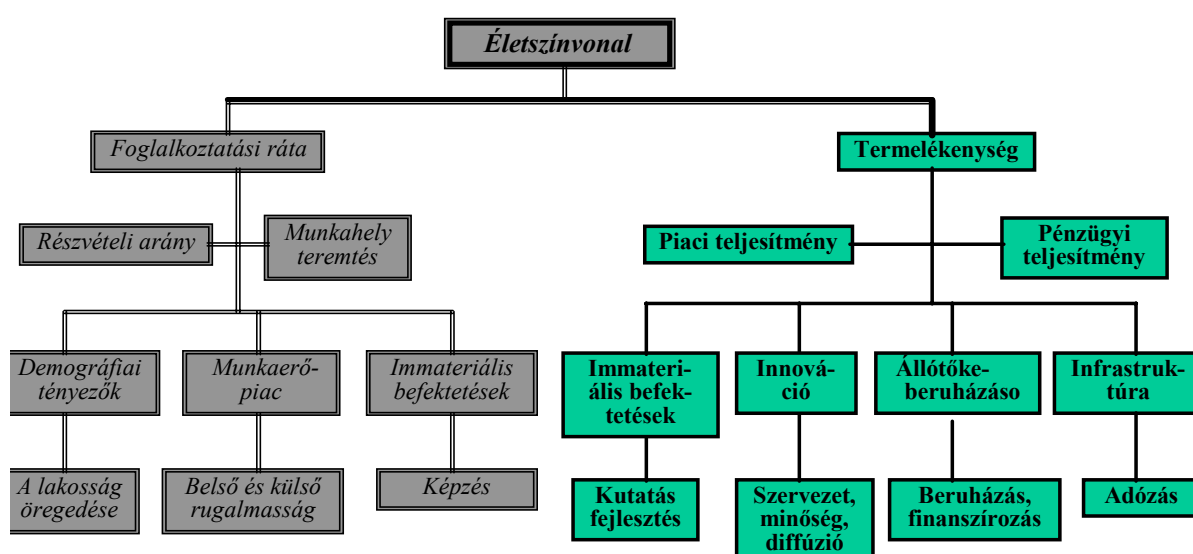 Életszínvonal
Foglalkoztatási ráta
Termelékenység
Részvételi arány
Munkahely
teremtés
Piaci teljesítmény
Pénzügyi
teljesítmény
Demográfiai
tényezők
Munkaerő-
piac
Immateriális
befektetések
Immateri-
ális befek-
tetések
Innová-
ció
Állótőke-
beruházáso
Infrastruk-
túra
A lakosság
öregedése
Belső és külső
rugalmasság
Képzés
Kutatás
fejlesztés
Szervezet,
minőség,
diffúzió
Beruházás,
finanszírozás
Adózás